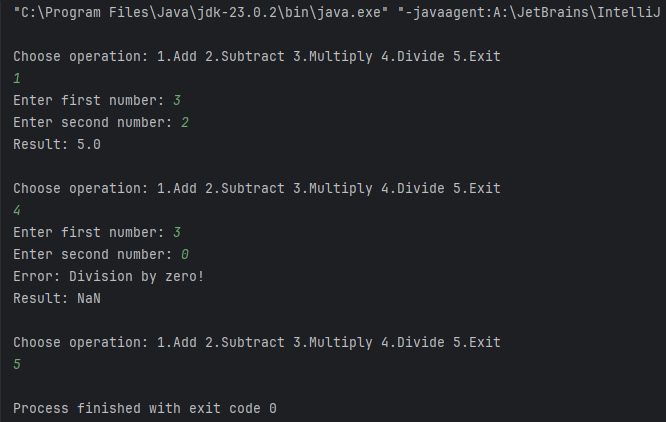 "C:\Program Files\Java\jdk-23.0.2\bin\java.exe" "-javaagent:A:\JetBrains\IntelliJ
Choose operation: 1.Add 2.Subtract 3.Multiply 4.Divide 5.Exit
1
Enter first number: 3
Enter second number: 2
Result: 5.0
Choose operation: 1.Add 2.Subtract 3.Multiply 4.Divide 5.Exit
4
Enter first number: 3
Enter second number: 0
Error: Division by zero!
Result: NaN
Choose operation: 1.Add 2.Subtract 3.Multiply 4.Divide 5.Exit
5
Process finished with exit code 0